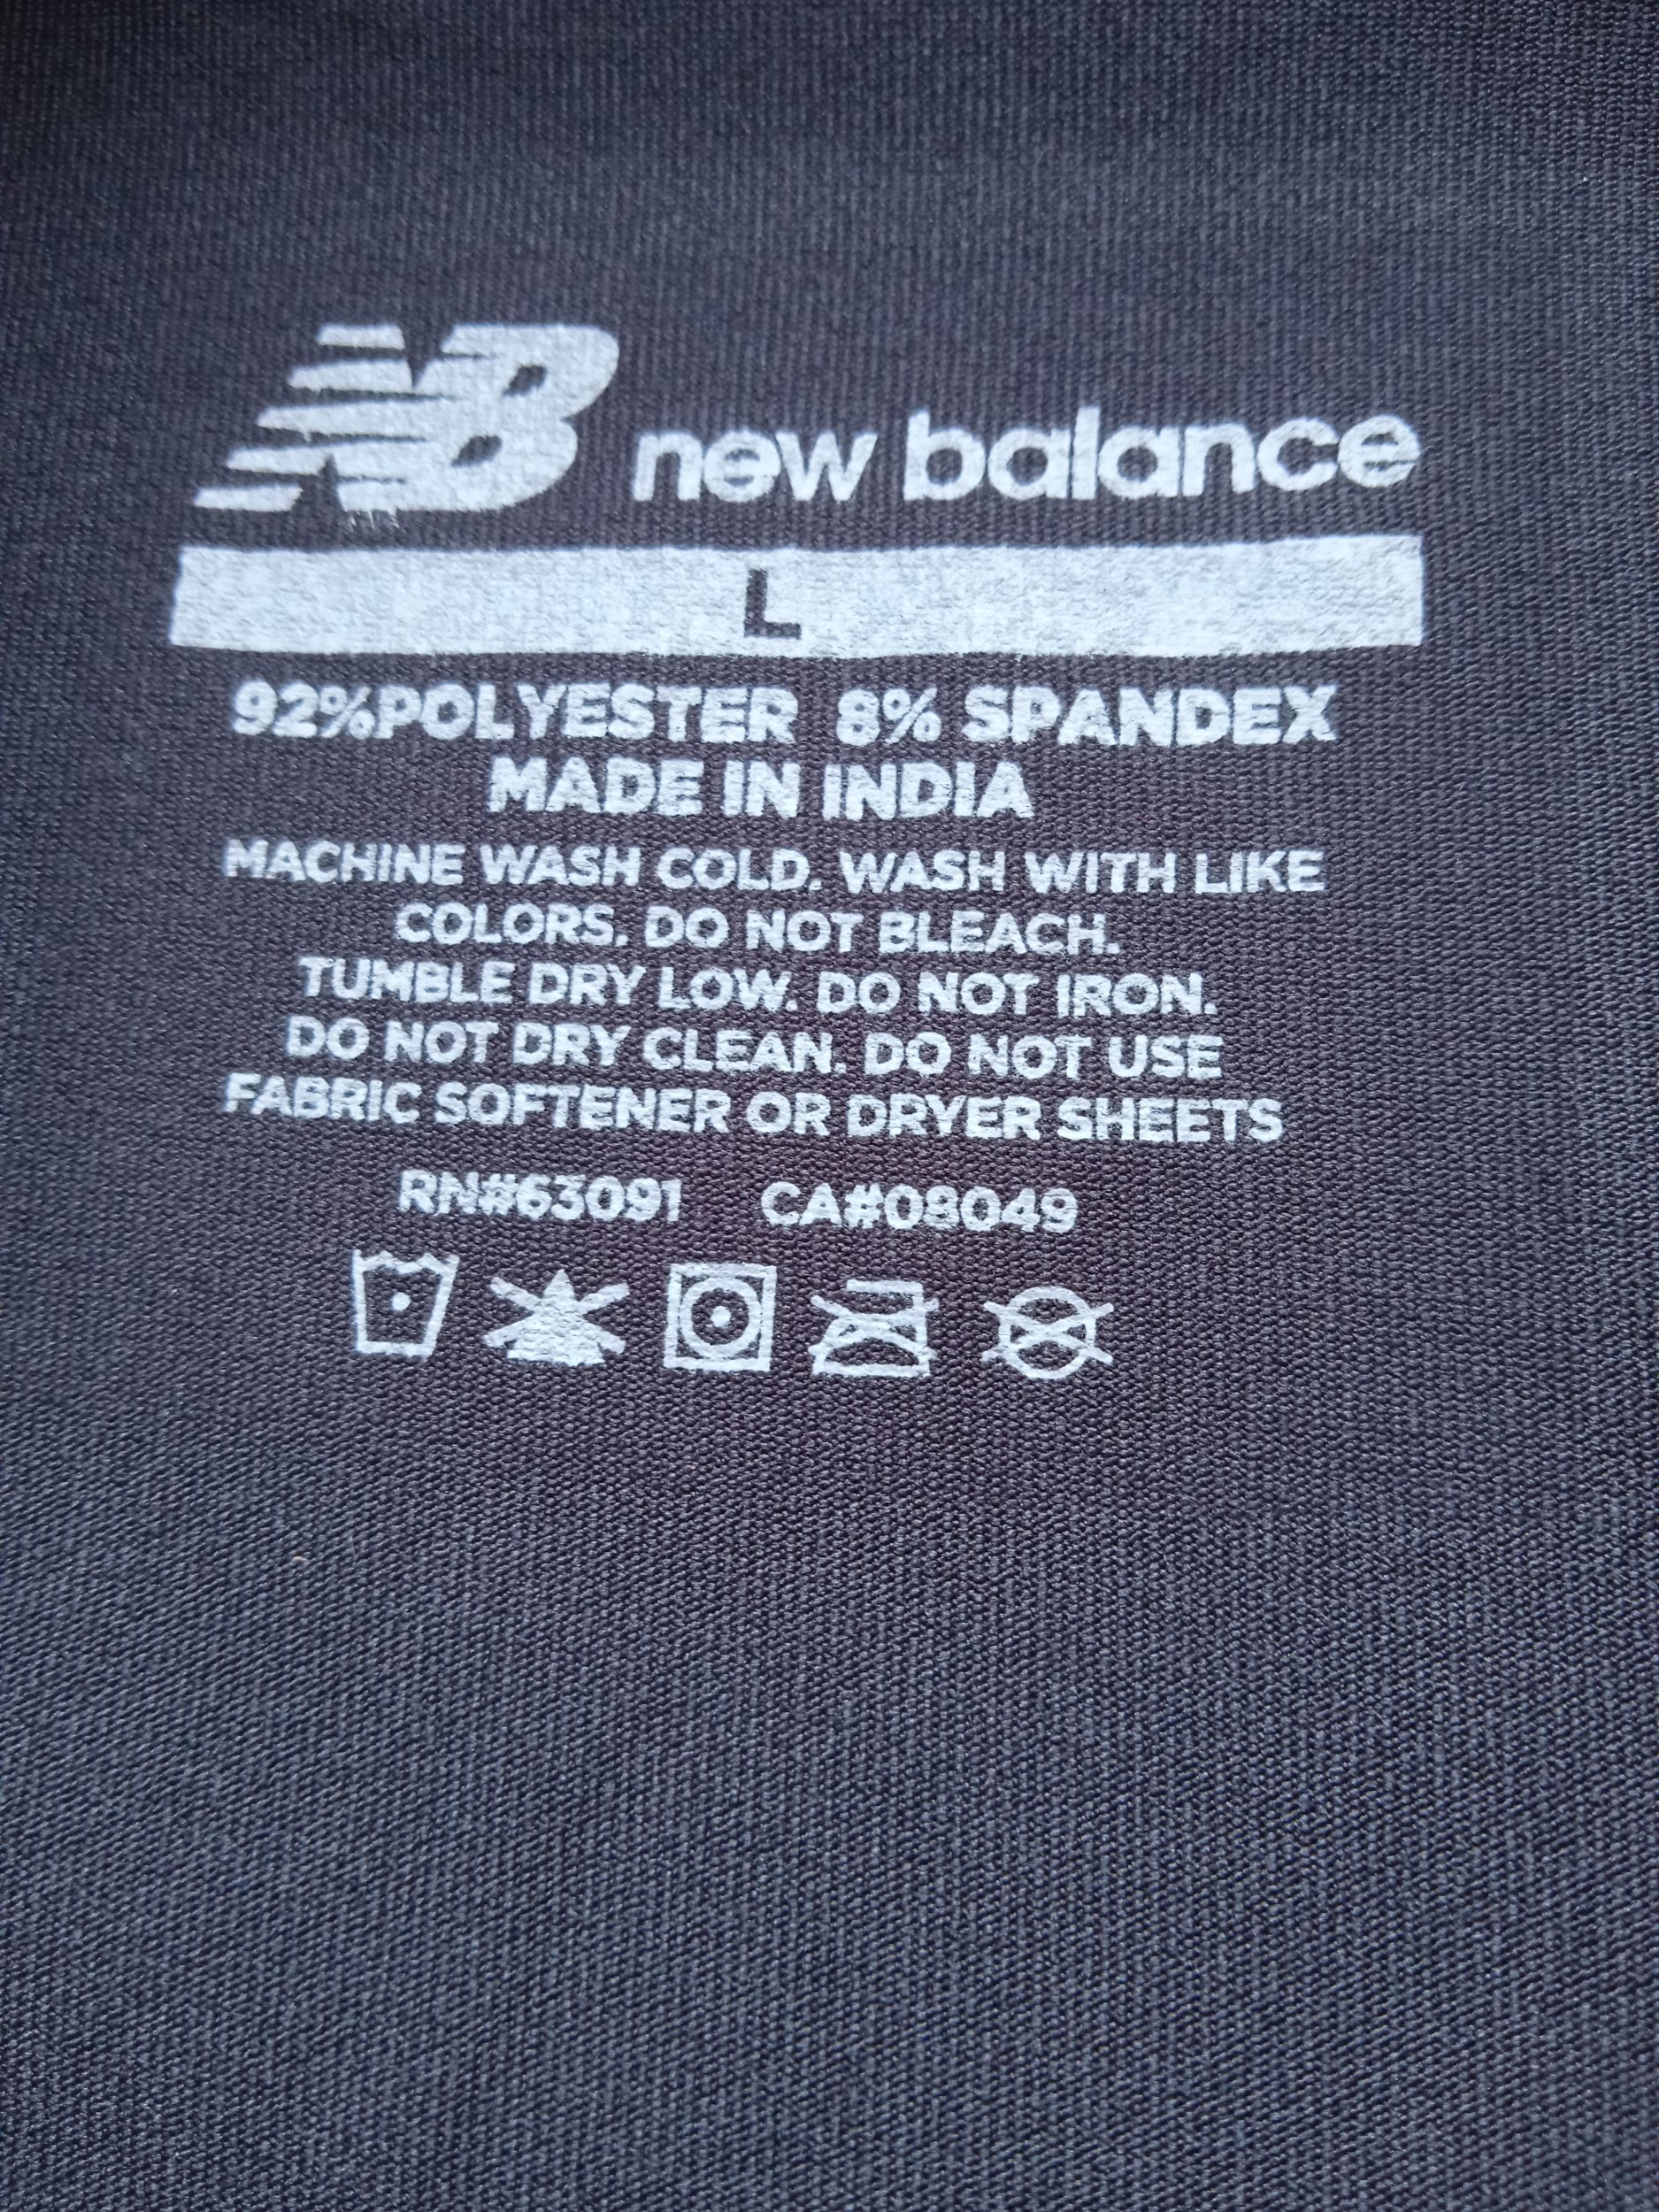 NB new balance
L
92%POLYESTER 8% SPANDEX
MADE IN INDIA
MACHINE WASH COLD. WASH WITH LIKE
COLORS. DO NOT BLEACH.
TUMBLE DRY LOW. DO NOT IRON.
DO NOT DRY CLEAN. DO NOT USE
FABRIC SOFTENER OR DRYER SHEETS
RN#63091 CA#08049